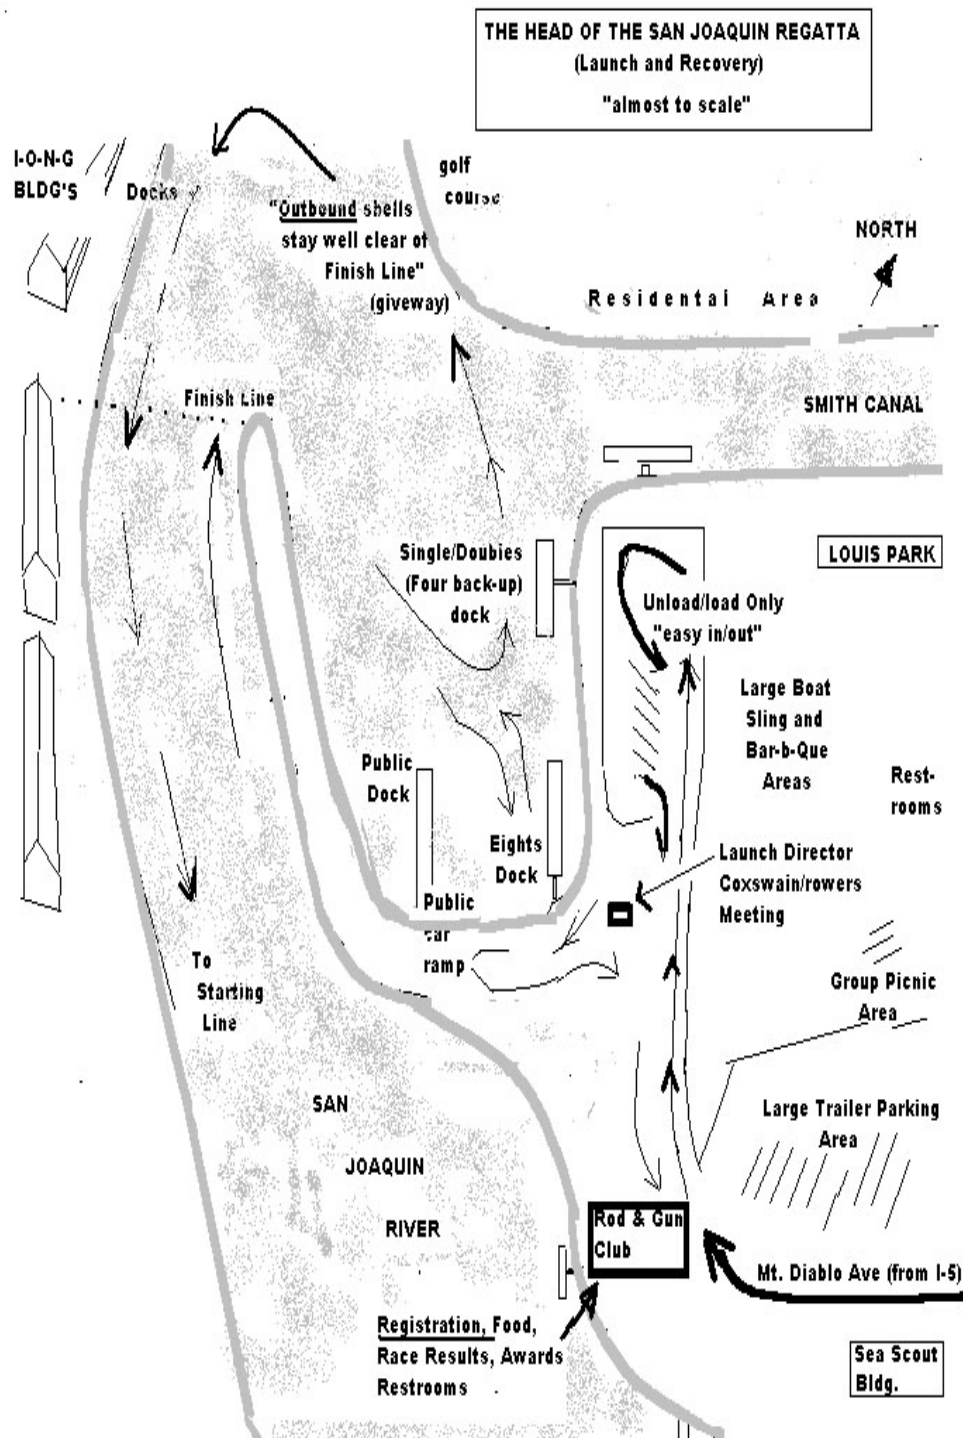 THE HEAD OF THE SAN JOAQUIN REGATTA
(Launch and Recovery)
"almost to scale"
I-O-N-G
BLDG'S
Docks
golf
course
"Outbound shells
stay well clear of
Finish Line"
(giveway)
NORTH
Residental Area
Finish Line
SMITH CANAL
Single/Doubies
(Four back-up)
dock
LOUIS PARK
Unload/load Only
"easy in/out"
Large Boat
Sling and
Bar-b-Que
Areas
Rest-
rooms
Public
Dock
Eights
Dock
Launch Director
Coxswain/rowers
Meeting
Public
car
ramp
To
Starting
Line
Group Picnic
Area
SAN
JOAQUIN
RIVER
Large Trailer Parking
Area
Rod & Gun
Club
Mt. Diablo Ave (from I-5)
Registration, Food,
Race Results, Awards
Restrooms
Sea Scout
Bldg.